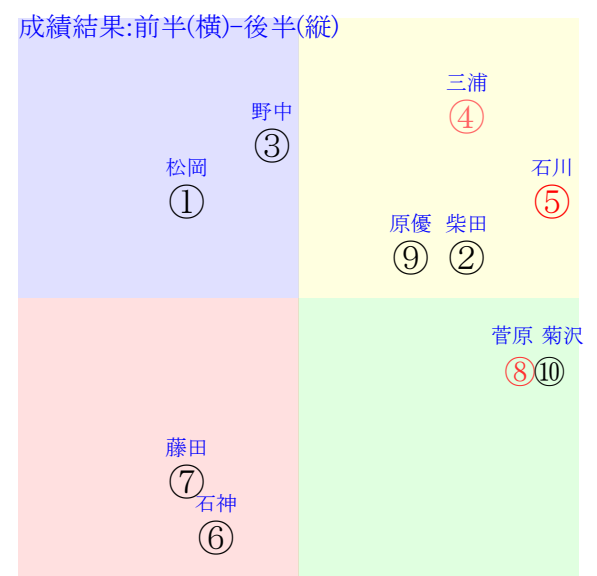 成績結果:前半(横)-後半(縦)
三浦
④
野中
③
松岡
①
石川
⑤
原優 柴田
⑨ ②
菅原 菊沢
⑧⑩
藤田
⑦
石神
⑥